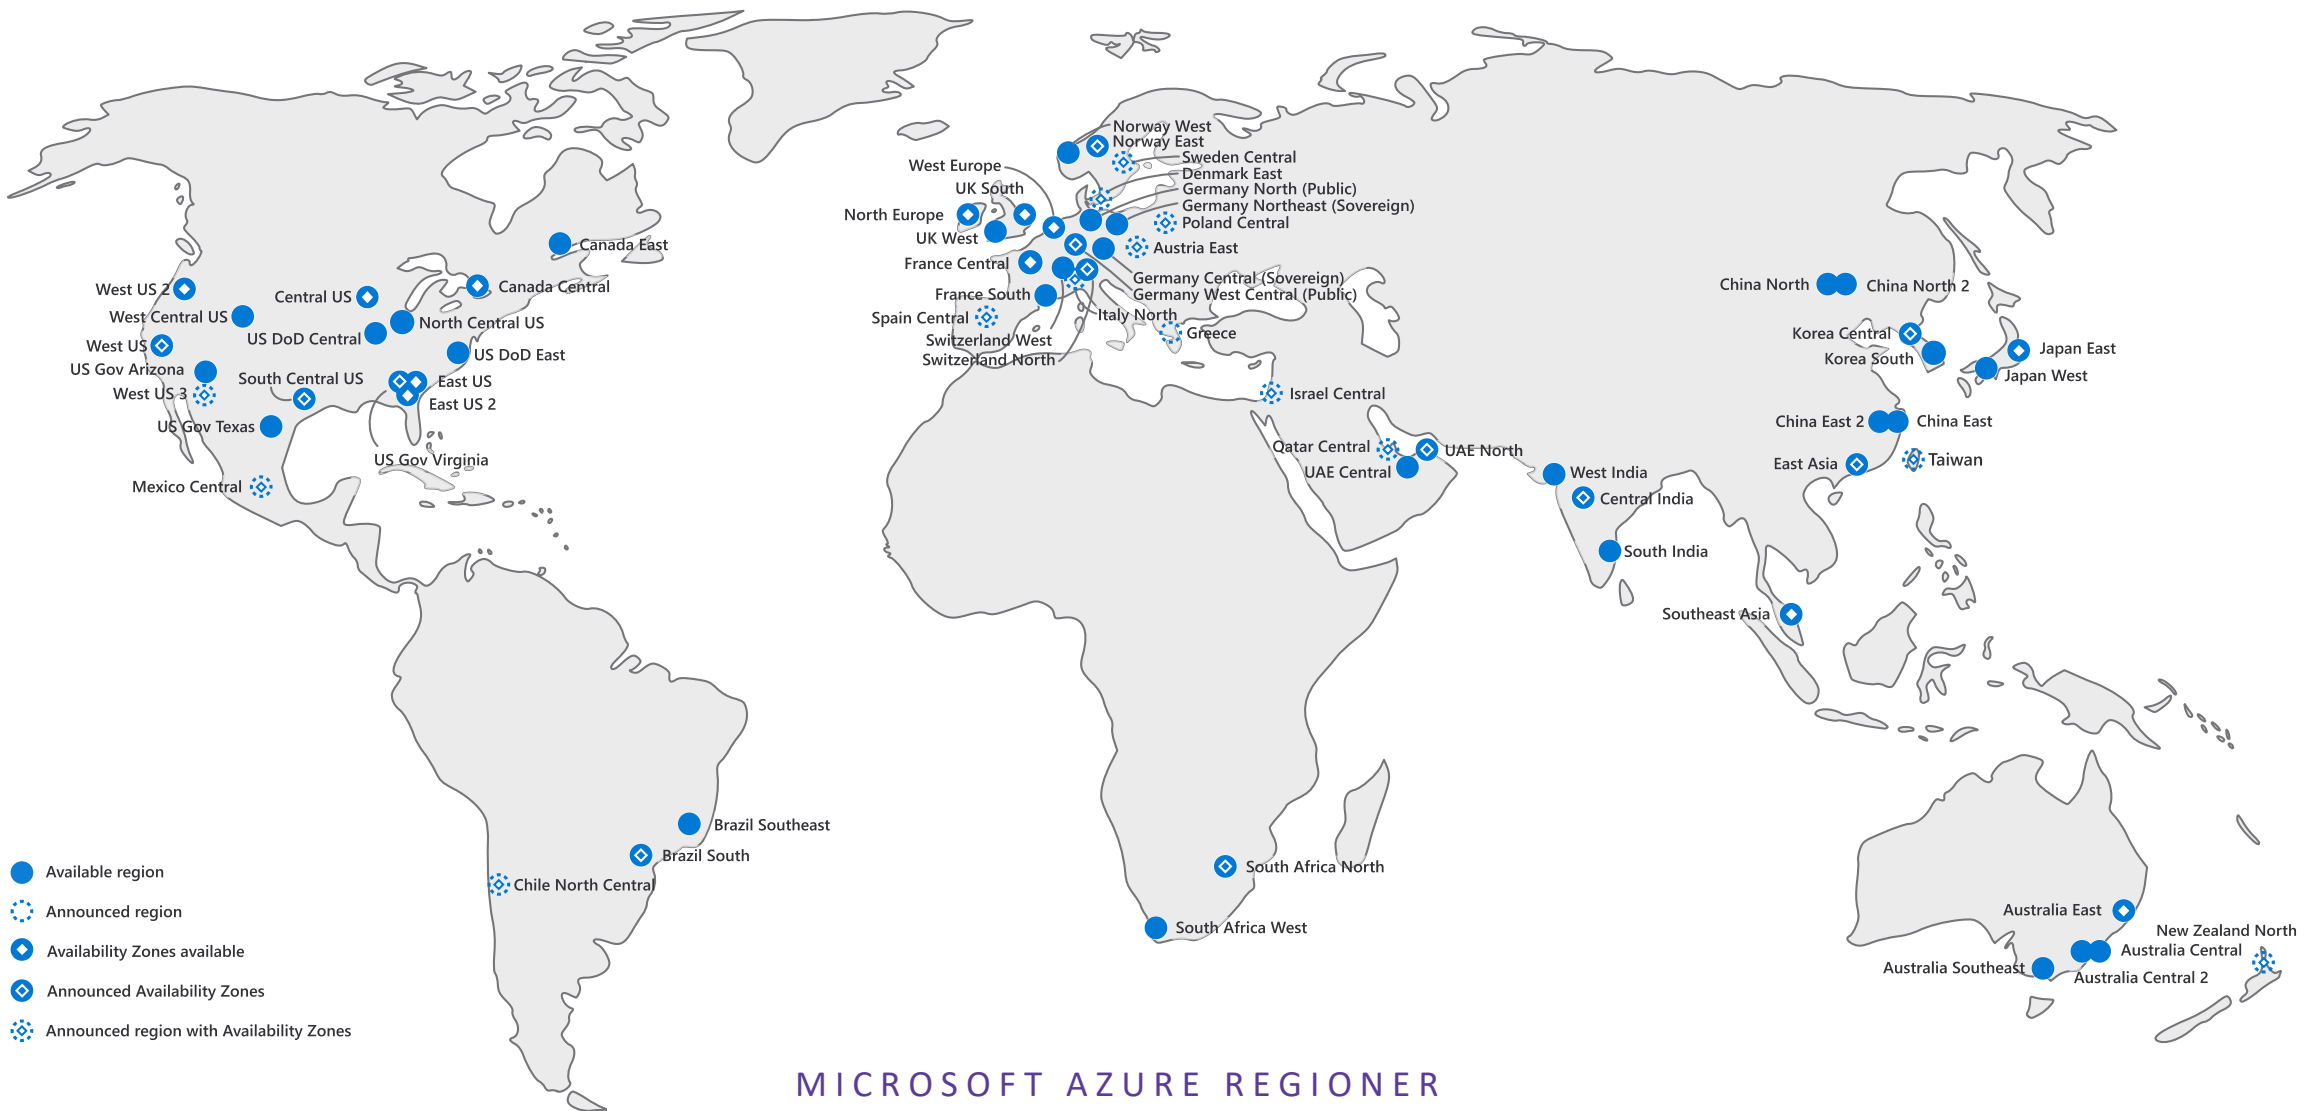 Norway West
Norway East
Sweden Central
West Europe
Denmark East
UK South
Germany North (Public)
Germany Northeast (Sovereign)
North Europe
Poland Central
UK West
Austria East
Canada East
France Central
Germany Central (Sovereign)
Canada Central
West US 2
Central US
France South
Germany West Central (Public)
China North
China North 2
West Central US
North Central US
Spain Central
Italy North
US DoD Central
Greece
Korea Central
West US
Switzerland West
Japan East
US DoD East
Switzerland North
Korea South
US Gov Arizona
South Central US
East US
Japan West
West US 3
Israel Central
East US 2
US Gov Texas
China East 2
China East
Qatar Central
UAE North
US Gov Virginia
East Asia
Taiwan
UAE Central
West India
Mexico Central
Central India
South India
Southeast Asia
Brazil Southeast
Brazil South
South Africa North
Chile North Central
Australia East
South Africa West
New Zealand North
Australia Central
Australia Southeast
Australia Central 2
Available region
Announced region
Availability Zones available
Announced Availability Zones
Announced region with Availability Zones
MICROSOFT AZURE REGIONER